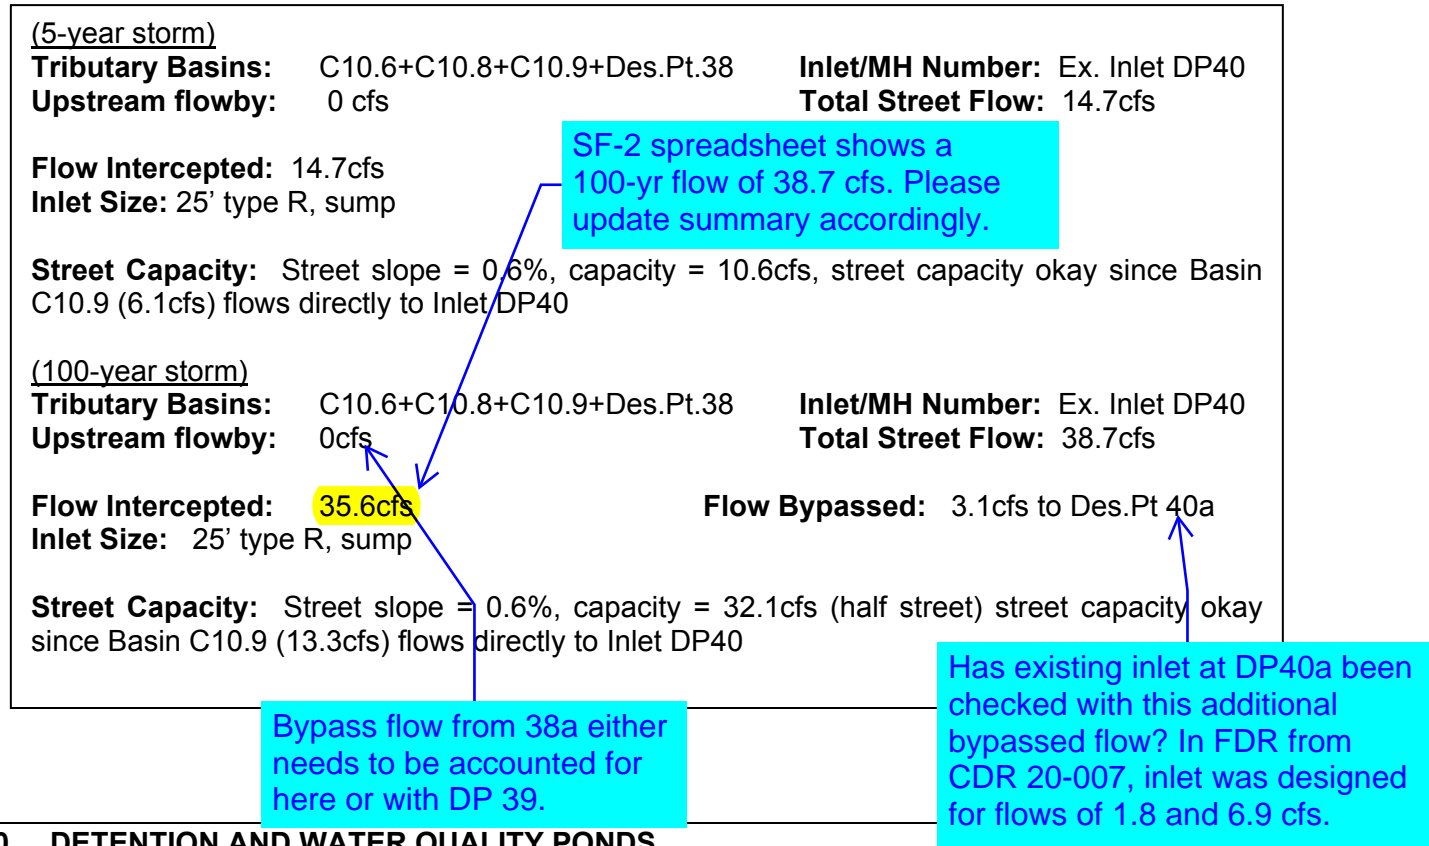 (5-year storm)
Tributary Basins: C10.6+C10.8+C10.9+Des.Pt.38 Inlet/MH Number: Ex. Inlet DP40
Upstream flowby: 0 cfs Total Street Flow: 14.7cfs
SF-2 spreadsheet shows a
100-yr flow of 38.7 cfs. Please
update summary accordingly.
Flow Intercepted: 14.7cfs
Inlet Size: 25’ type R, sump
Street Capacity: Street slope = 0.6%, capacity = 10.6cfs, street capacity okay since Basin
C10.9 (6.1cfs) flows directly to Inlet DP40
(100-year storm)
Tributary Basins: C10.6+C10.8+C10.9+Des.Pt.38 Inlet/MH Number: Ex. Inlet DP40
Upstream flowby: 0cfs Total Street Flow: 38.7cfs
Flow Intercepted: 35.6cfs Flow Bypassed: 3.1cfs to Des.Pt 40a
Inlet Size: 25’ type R, sump
Street Capacity: Street slope = 0.6%, capacity = 32.1cfs (half street) street capacity okay
since Basin C10.9 (13.3cfs) flows directly to Inlet DP40
Bypass flow from 38a either
needs to be accounted for
here or with DP 39.
Has existing inlet at DP40a been
checked with this additional
bypassed flow? In FDR from
CDR 20-007, inlet was designed
for flows of 1.8 and 6.9 cfs.
DETENTION AND WATER QUALITY PONDS